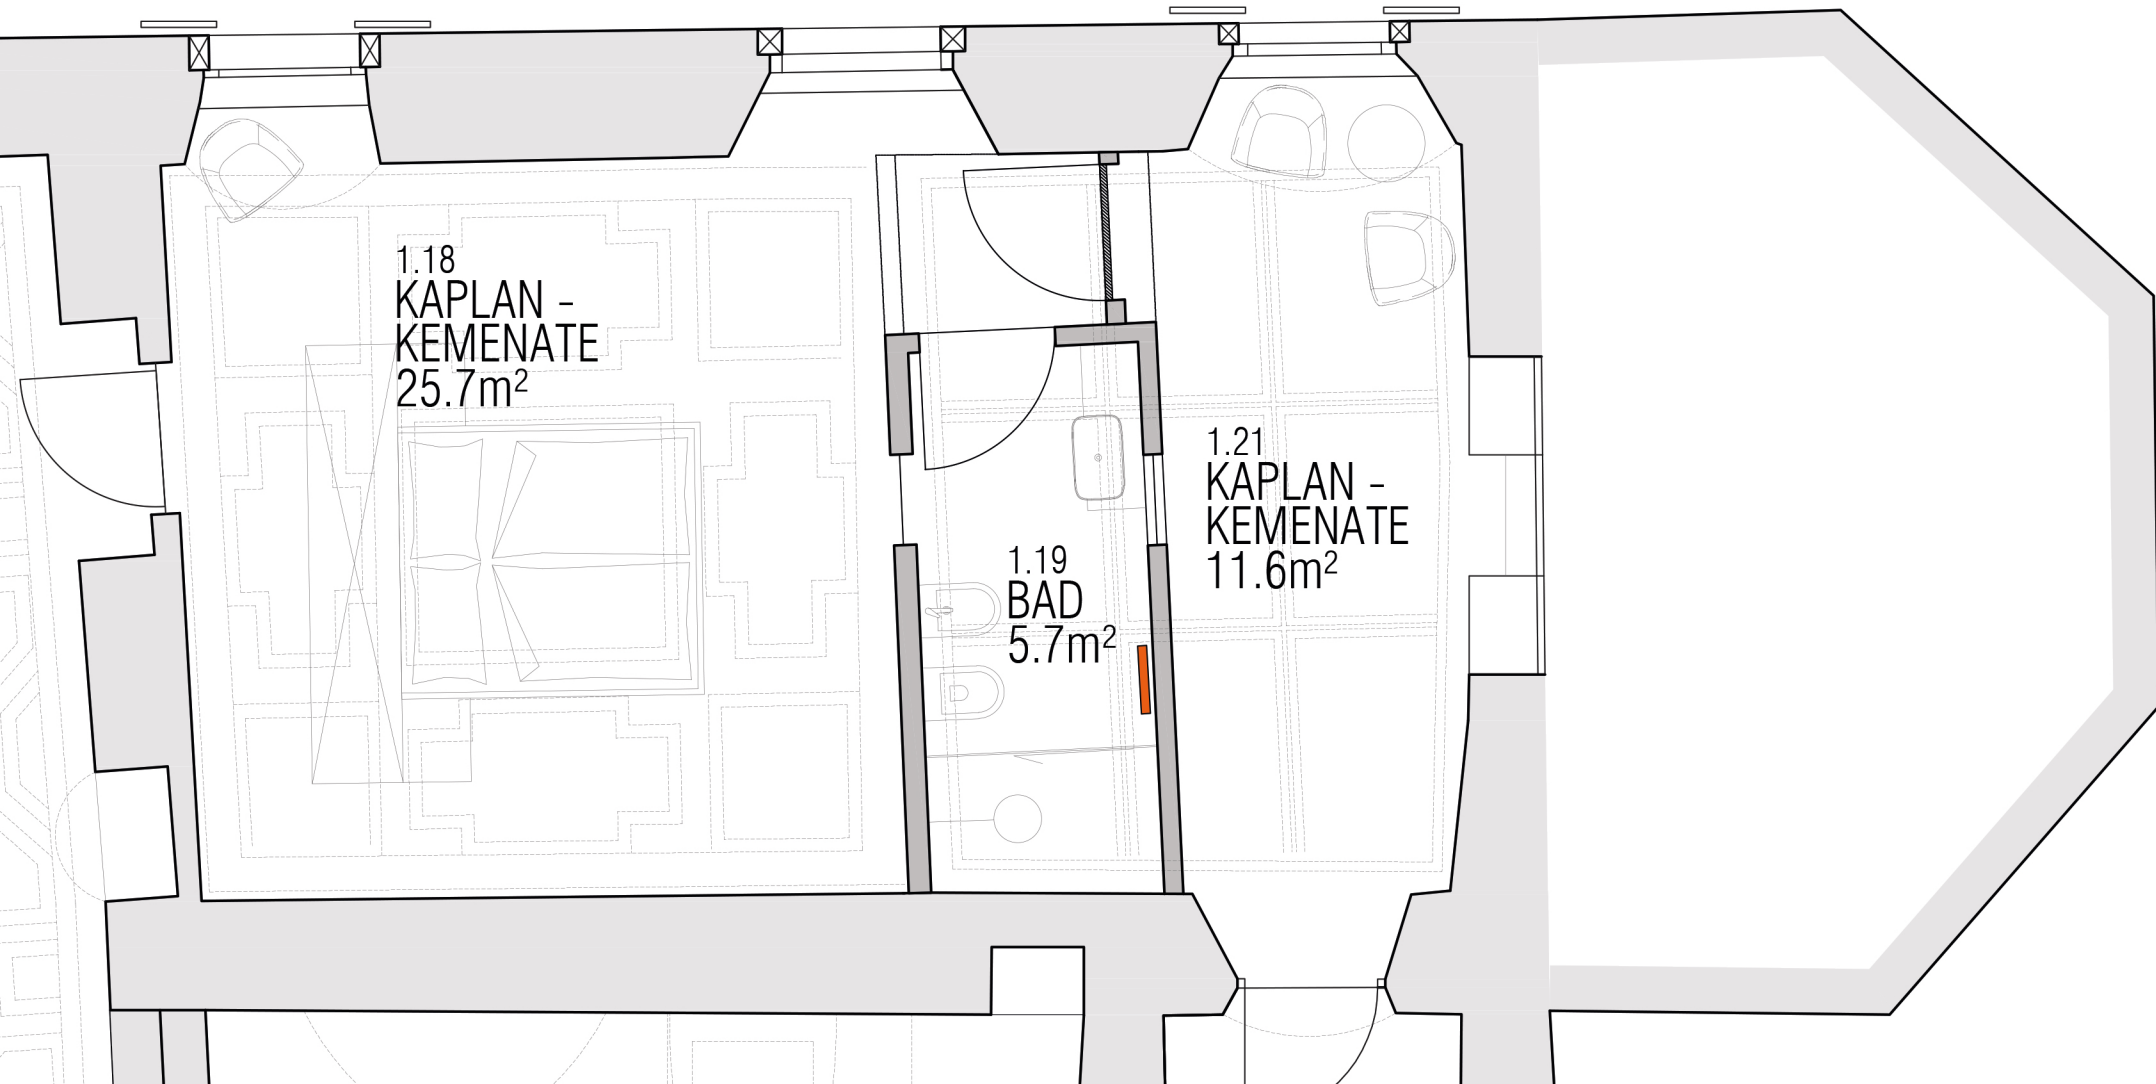 1.18
KAPLAN -
KEMENATE
25.7m²
1.21
KAPLAN -
KEMENATE
11.6m²
1.19
BAD
5.7m²